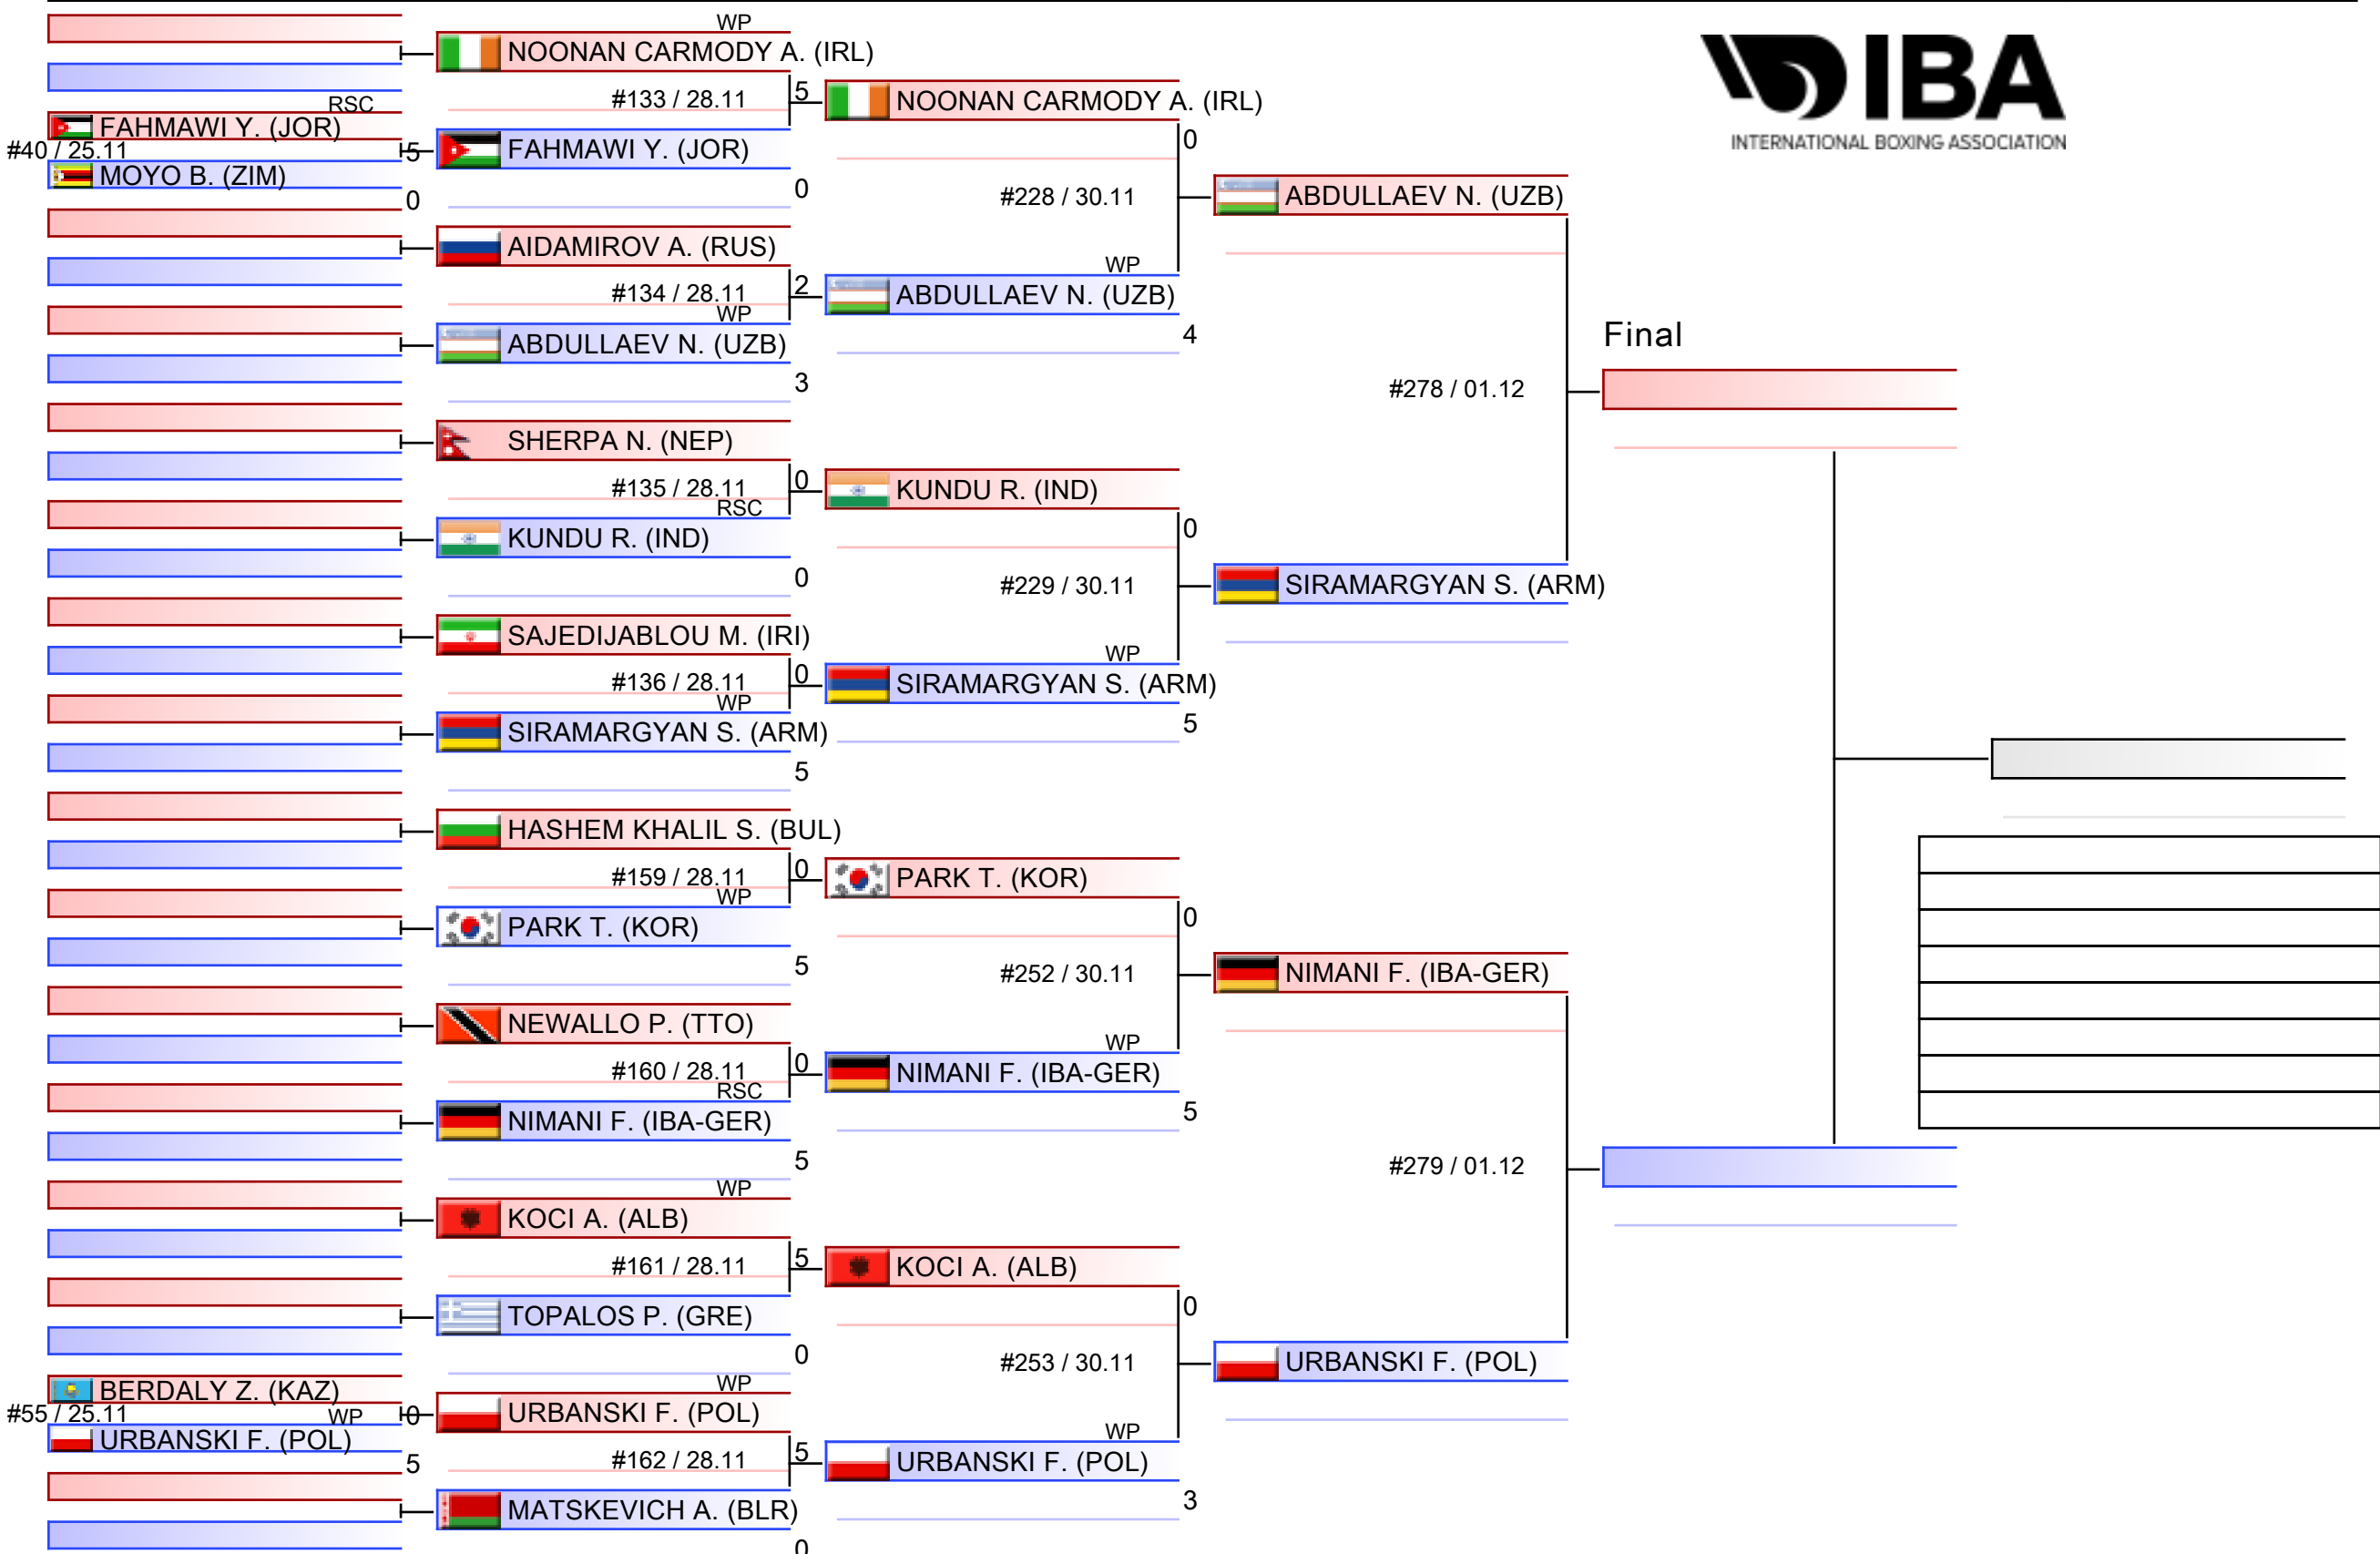 WP
NOONAN CARMODY A. (IRL)
#133 / 28.11
5
NOONAN CARMODY A. (IRL)
IBA
INTERNATIONAL BOXING ASSOCIATION
RSC
FAHMAWI Y. (JOR)
#40 / 25.11
5
FAHMAWI Y. (JOR)
0
MOYO B. (ZIM)
0
0
#228 / 30.11
ABDULLAEV N. (UZB)
AIDAMIROV A. (RUS)
#134 / 28.11
2
WP
ABDULLAEV N. (UZB)
WP
ABDULLAEV N. (UZB)
4
Final
3
#278 / 01.12
SHERPA N. (NEP)
#135 / 28.11
0
KUNDU R. (IND)
RSC
KUNDU R. (IND)
0
0
#229 / 30.11
SIRAMARGYAN S. (ARM)
SAJEDIJABLOU M. (IRI)
#136 / 28.11
0
WP
SIRAMARGYAN S. (ARM)
WP
SIRAMARGYAN S. (ARM)
5
5
HASHEM KHALIL S. (BUL)
#159 / 28.11
0
PARK T. (KOR)
WP
PARK T. (KOR)
0
5
#252 / 30.11
NIMANI F. (IBA-GER)
NEWALLO P. (TTO)
#160 / 28.11
0
WP
NIMANI F. (IBA-GER)
RSC
NIMANI F. (IBA-GER)
5
5
#279 / 01.12
WP
KOCI A. (ALB)
#161 / 28.11
5
KOCI A. (ALB)
TOPALOS P. (GRE)
0
0
#253 / 30.11
URBANSKI F. (POL)
BERDALY Z. (KAZ)
#55 / 25.11
WP
0
WP
URBANSKI F. (POL)
URBANSKI F. (POL)
5
#162 / 28.11
5
WP
URBANSKI F. (POL)
3
MATSKEVICH A. (BLR)
0